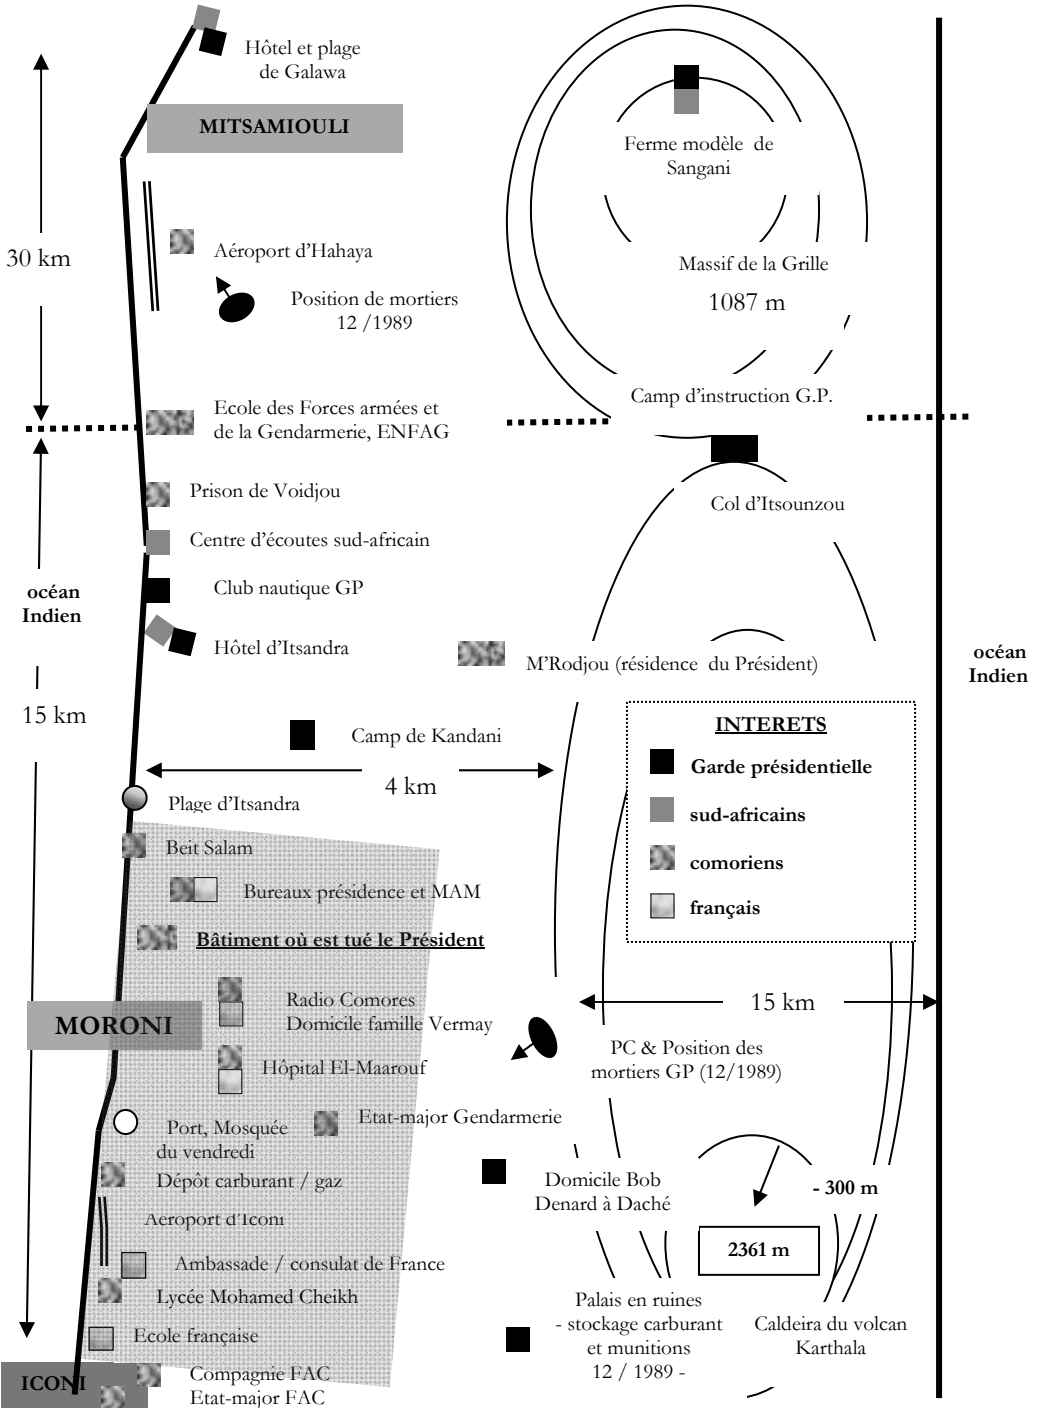 Hôtel et plage
de Galawa
MITSAMIOULI
Ferme modèle de
Sangani
30 km
Aéroport d'Hahaya
Massif de la Grille
1087 m
Position de mortiers
12 /1989
Camp d'instruction G.P.
Ecole des Forces armées et
de la Gendarmerie, ENFAG
Prison de Voidjou
Col d'Itsounzou
Centre d'écoutes sud-africain
océan
Indien
Club nautique GP
Hôtel d'Itsandra
M'Rodjou (résidence du Président)
océan
Indien
15 km
Camp de Kandani
4 km
Plage d'Itsandra
INTERETS
Garde présidentielle
sud-africains
comoriens
français
Beit Salam
Bureaux présidence et MAM
Bâtiment où est tué le Président
Radio Comores
Domicile famille Vermay
MORONI
15 km
PC & Position des
mortiers GP (12/1989)
Hôpital El-Maarouf
Etat-major Gendarmerie
Port, Mosquée
du vendredi
Dépôt carburant / gaz
Domicile Bob
Denard à Daché
- 300 m
Aéroport d'Iconi
2361 m
Ambassade / consulat de France
Lycée Mohamed Cheikh
Palais en ruines
- stockage carburant
et munitions
12 / 1989 -
Caldeira du volcan
Karthala
Ecole française
ICONI
Compagnie FAC
Etat-major FAC